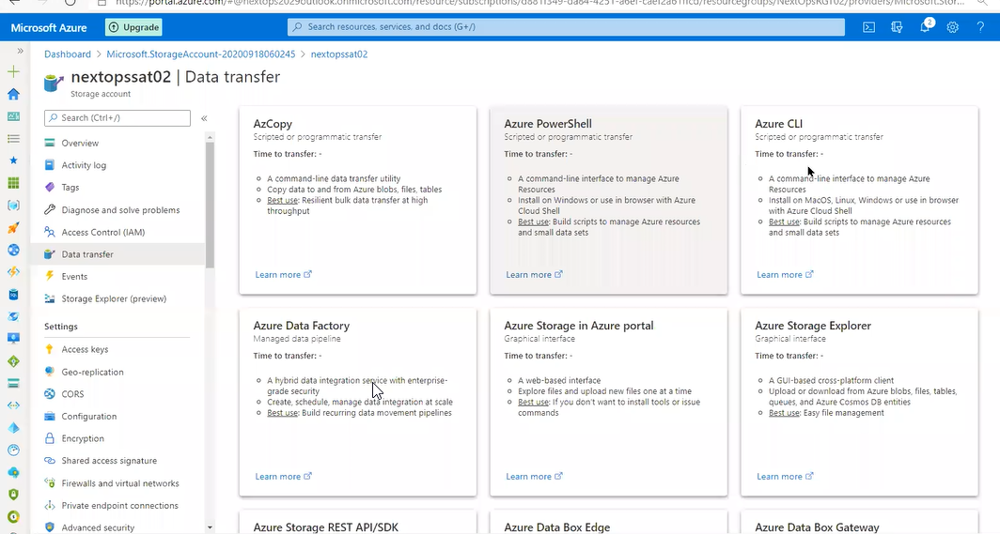 https://portal.azure.com/#@nextops2029outlook.onmicrosoft.com/resource/subscriptions/
Microsoft Azure
Upgrade
Search resources, services, and docs (G+/)
2
?
Dashboard > Microsoft.StorageAccount-20200918060245 > nextopssat02
nextopssat02 | Data transfer
Storage account
Search (Ctrl+/)
«
Overview
Activity log
Tags
Diagnose and solve problems
Access Control (IAM)
Data transfer
Events
Storage Explorer (preview)
Settings
Access keys
Geo-replication
CORS
Configuration
Encryption
Shared access signature
Firewalls and virtual networks
Private endpoint connections
Advanced security
AzCopy
Scripted or programmatic transfer
Time to transfer: -
A command-line data transfer utility
Copy data to and from Azure blobs, files, tables
Best use: Resilient bulk data transfer at high
throughput
Learn more
Azure PowerShell
Scripted or programmatic transfer
Time to transfer: -
A command-line interface to manage Azure
Resources
Install on Windows or use in browser with Azure
Cloud Shell
Best use: Build scripts to manage Azure resources
and small data sets
Learn more
Azure CLI
Scripted or programmatic transfer
Time to transfer: -
A command-line interface to manage Azure
Resources
Install on MacOS, Linux, Windows or use in browser
with Azure Cloud Shell
Best use: Build scripts to manage Azure resources
and small data sets
Learn more
Azure Data Factory
Managed data pipeline
Time to transfer: -
A hybrid data integration service with enterprise-
grade security
Create, schedule, manage data integration at scale
Best use: Build recurring data movement pipelines
Learn more
Azure Storage in Azure portal
Graphical interface
Time to transfer: -
A web-based interface
Explore files and upload new files one at a time
Best use: If you don't want to install tools or issue
commands
Learn more
Azure Storage Explorer
Graphical interface
Time to transfer: -
A GUI-based cross-platform client
Upload or download from Azure blobs, files, tables,
queues, and Azure Cosmos DB entities
Best use: Easy file management
Learn more
Azure Storage REST API/SDK
Azure Data Box Edge
Azure Data Box Gateway